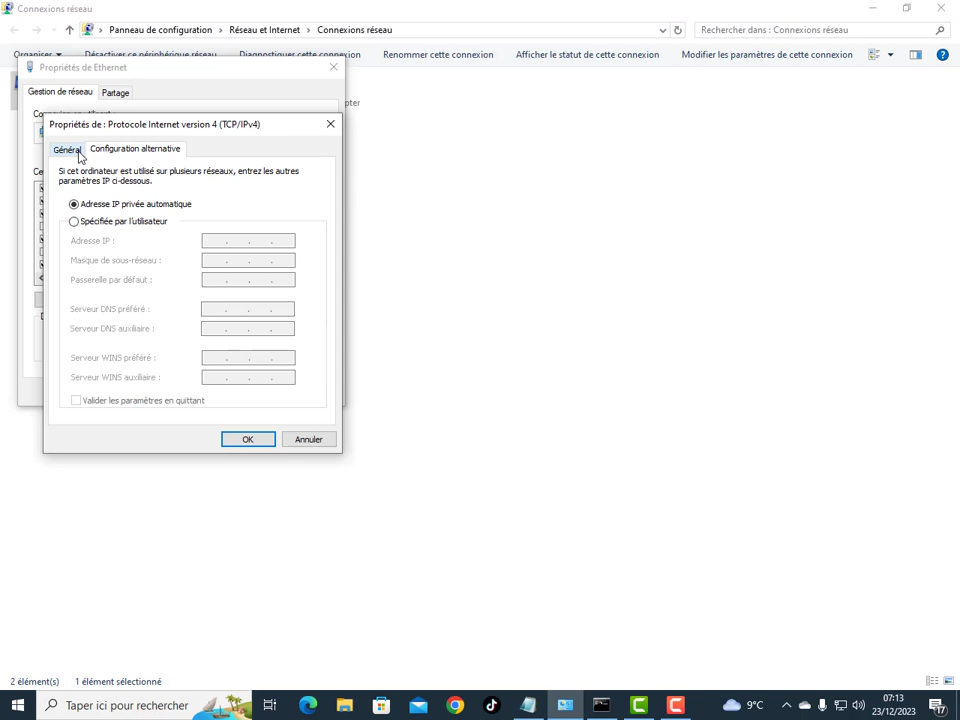 Connexions réseau
Panneau de configuration
Réseau et Internet
Connexions réseau
Rechercher dans : Connexions réseau
Organiser
Désactiver ce périphérique réseau
Diagnostiquer cette connexion
Renommer cette connexion
Afficher le statut de cette connexion
Modifier les paramètres de cette connexion
Propriétés de Ethernet
Gestion de réseau
Partage
Propriétés de : Protocole Internet version 4 (TCP/IPv4)
Général
Configuration alternative
Si cet ordinateur est utilisé sur plusieurs réseaux, entrez les autres
paramètres IP ci-dessous.
Adresse IP privée automatique
Spécifiée par l'utilisateur
Adresse IP :
Masque de sous-réseau :
Passerelle par défaut :
Serveur DNS préféré :
Serveur DNS auxiliaire :
Serveur WINS préféré :
Serveur WINS auxiliaire :
Valider les paramètres en quittant
OK
Annuler
2 élément(s)
1 élément sélectionné
Taper ici pour rechercher
9°C
07:13
23/12/2023
17